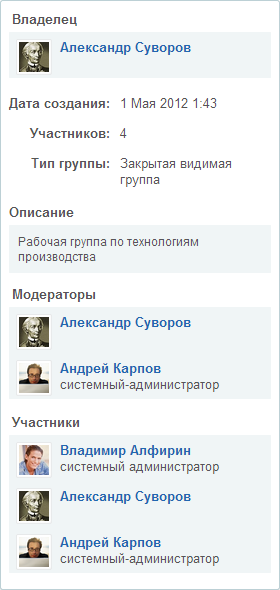 Владелец
Александр Суворов
Дата создания: 1 Мая 2012 1:43
Участников: 4
Тип группы: Закрытая видимая
группа
Описание
Рабочая группа по технологиям
производства
Модераторы
Александр Суворов
Андрей Карпов
системный-администратор
Участники
Владимир Алфирин
системный администратор
Александр Суворов
Андрей Карпов
системный-администратор